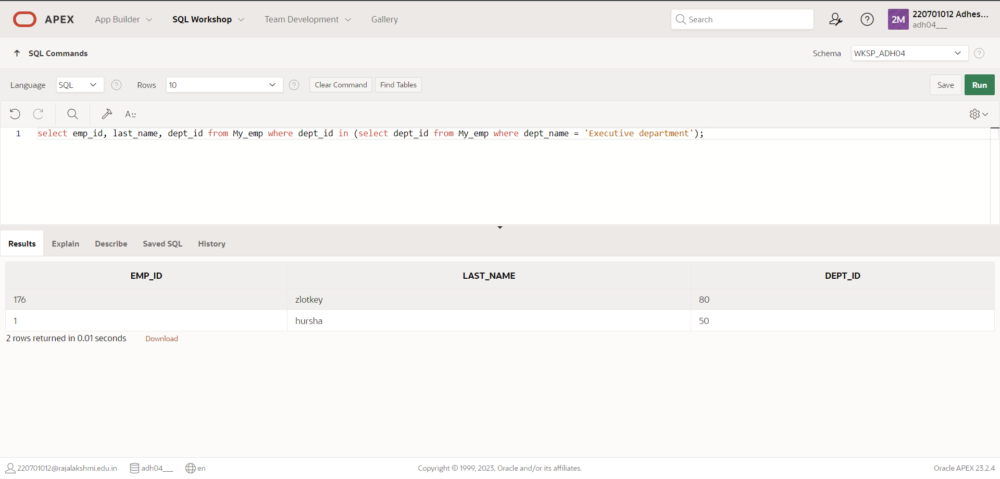 APEX App Builder SQL Workshop Team Development Gallery Search 2M 220701012 Adhes...
adh04___
SQL Commands Schema WKSP_ADH04
Language SQL Rows 10 Clear Command Find Tables Save Run
1 select emp_id, last_name, dept_id from My_emp where dept_id in (select dept_id from My_emp where dept_name = 'Executive department');
Results Explain Describe Saved SQL History
EMP_ID LAST_NAME DEPT_ID
176 zlotkey 80
1 hursha 50
2 rows returned in 0.01 seconds Download
220701012@rajalakshmi.edu.in adh04___ en Copyright © 1999, 2023, Oracle and/or its affiliates. Oracle APEX 23.2.4